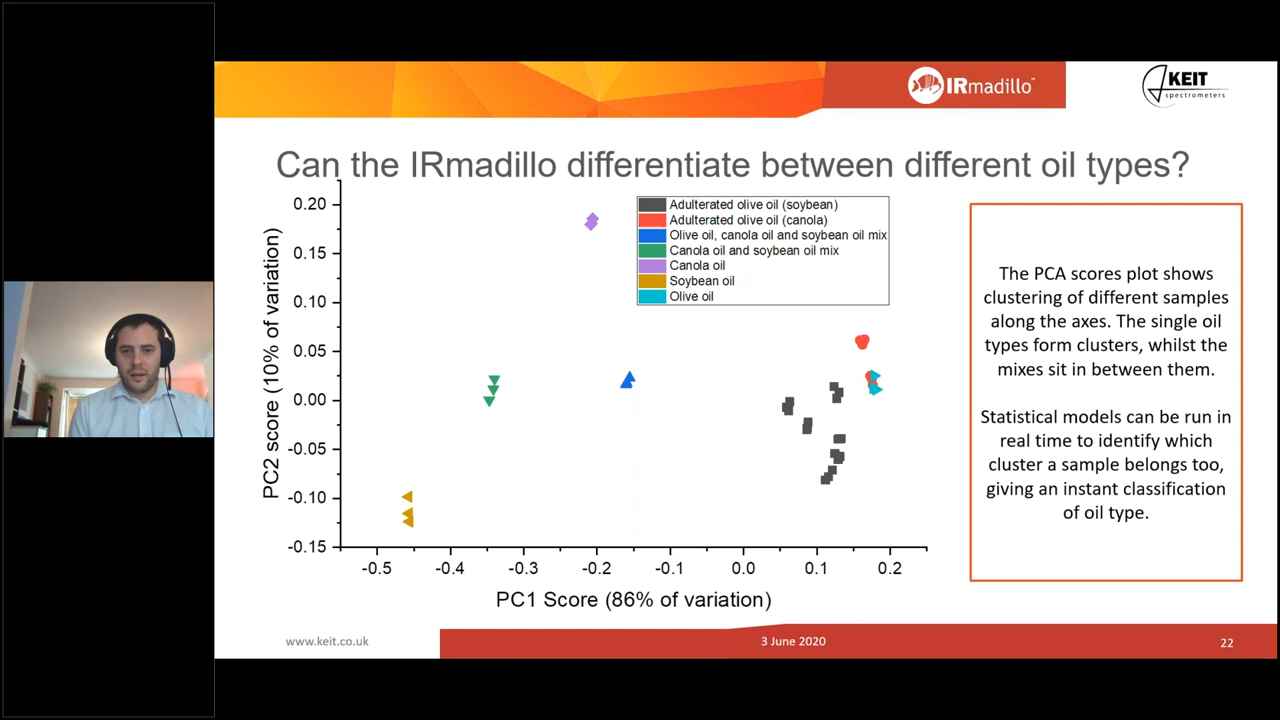 IRmadillo™
KEIT
spectrometers
Can the IRmadillo differentiate between different oil types?
Adulterated olive oil (soybean)
Adulterated olive oil (canola)
Olive oil, canola oil and soybean oil mix
Canola oil and soybean oil mix
Canola oil
Soybean oil
Olive oil
PC2 score (10% of variation)
0.20
0.15
0.10
0.05
0.00
-0.05
-0.10
-0.15
-0.5 -0.4 -0.3 -0.2 -0.1 0.0 0.1 0.2
PC1 Score (86% of variation)
The PCA scores plot shows
clustering of different samples
along the axes. The single oil
types form clusters, whilst the
mixes sit in between them.
Statistical models can be run in
real time to identify which
cluster a sample belongs too,
giving an instant classification
of oil type.
www.keit.co.uk
3 June 2020
22